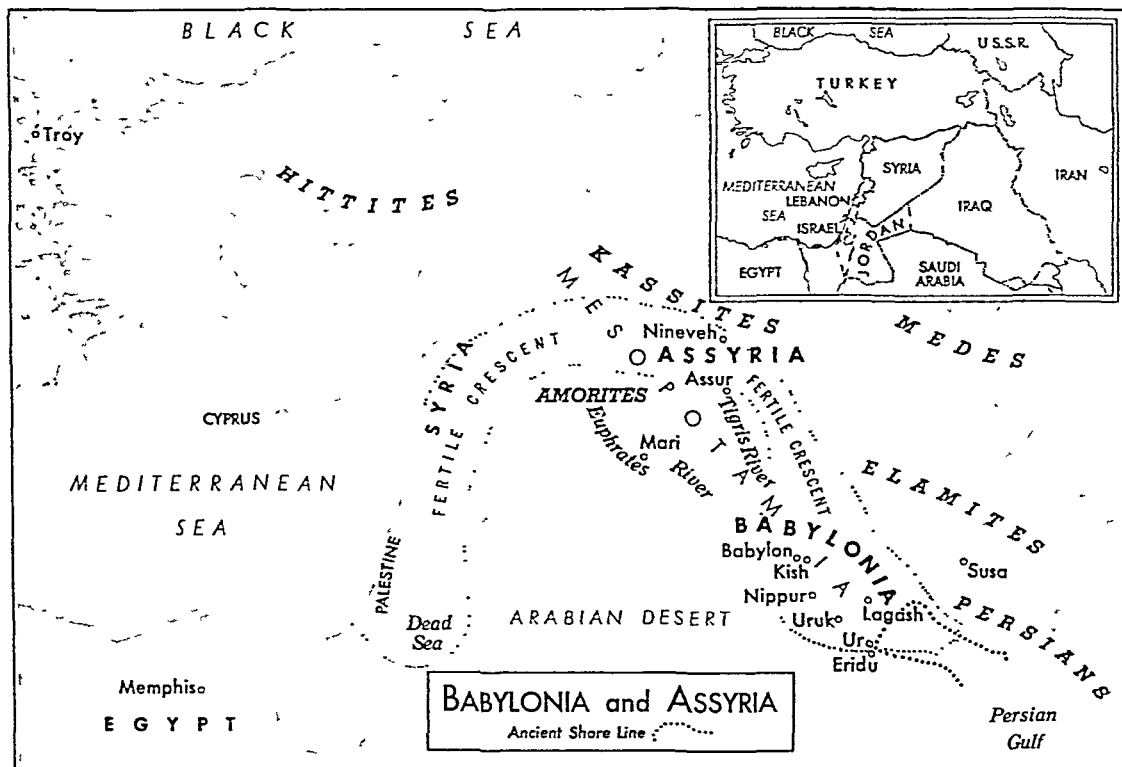 BLACK SEA
Troy
HITTITES
KASSITES
MEDES
MESOPOTAMIA
Nineveh
ASSYRIA
SYRIA
FERTILE CRESCENT
Assur
AMORITES
FERTILE CRESCENT
Tigris River
CYPRUS
Euphrates River
Mari
MEDITERRANEAN
SEA
ELAMITES
BABYLONIA
Babylon
Kish
Susa
PALESTINE
Nippur
Lagash
PERSIANS
Dead
Sea
ARABIAN DESERT
Uruk
Ur
Eridu
Memphis
EGYPT
BABYLONIA and ASSYRIA
Ancient Shore Line
Persian
Gulf
BLACK SEA
U.S.S.R.
TURKEY
SYRIA
IRAN
MEDITERRANEAN
SEA
LEBANON
IRAQ
ISRAEL
JORDAN
EGYPT
SAUDI
ARABIA